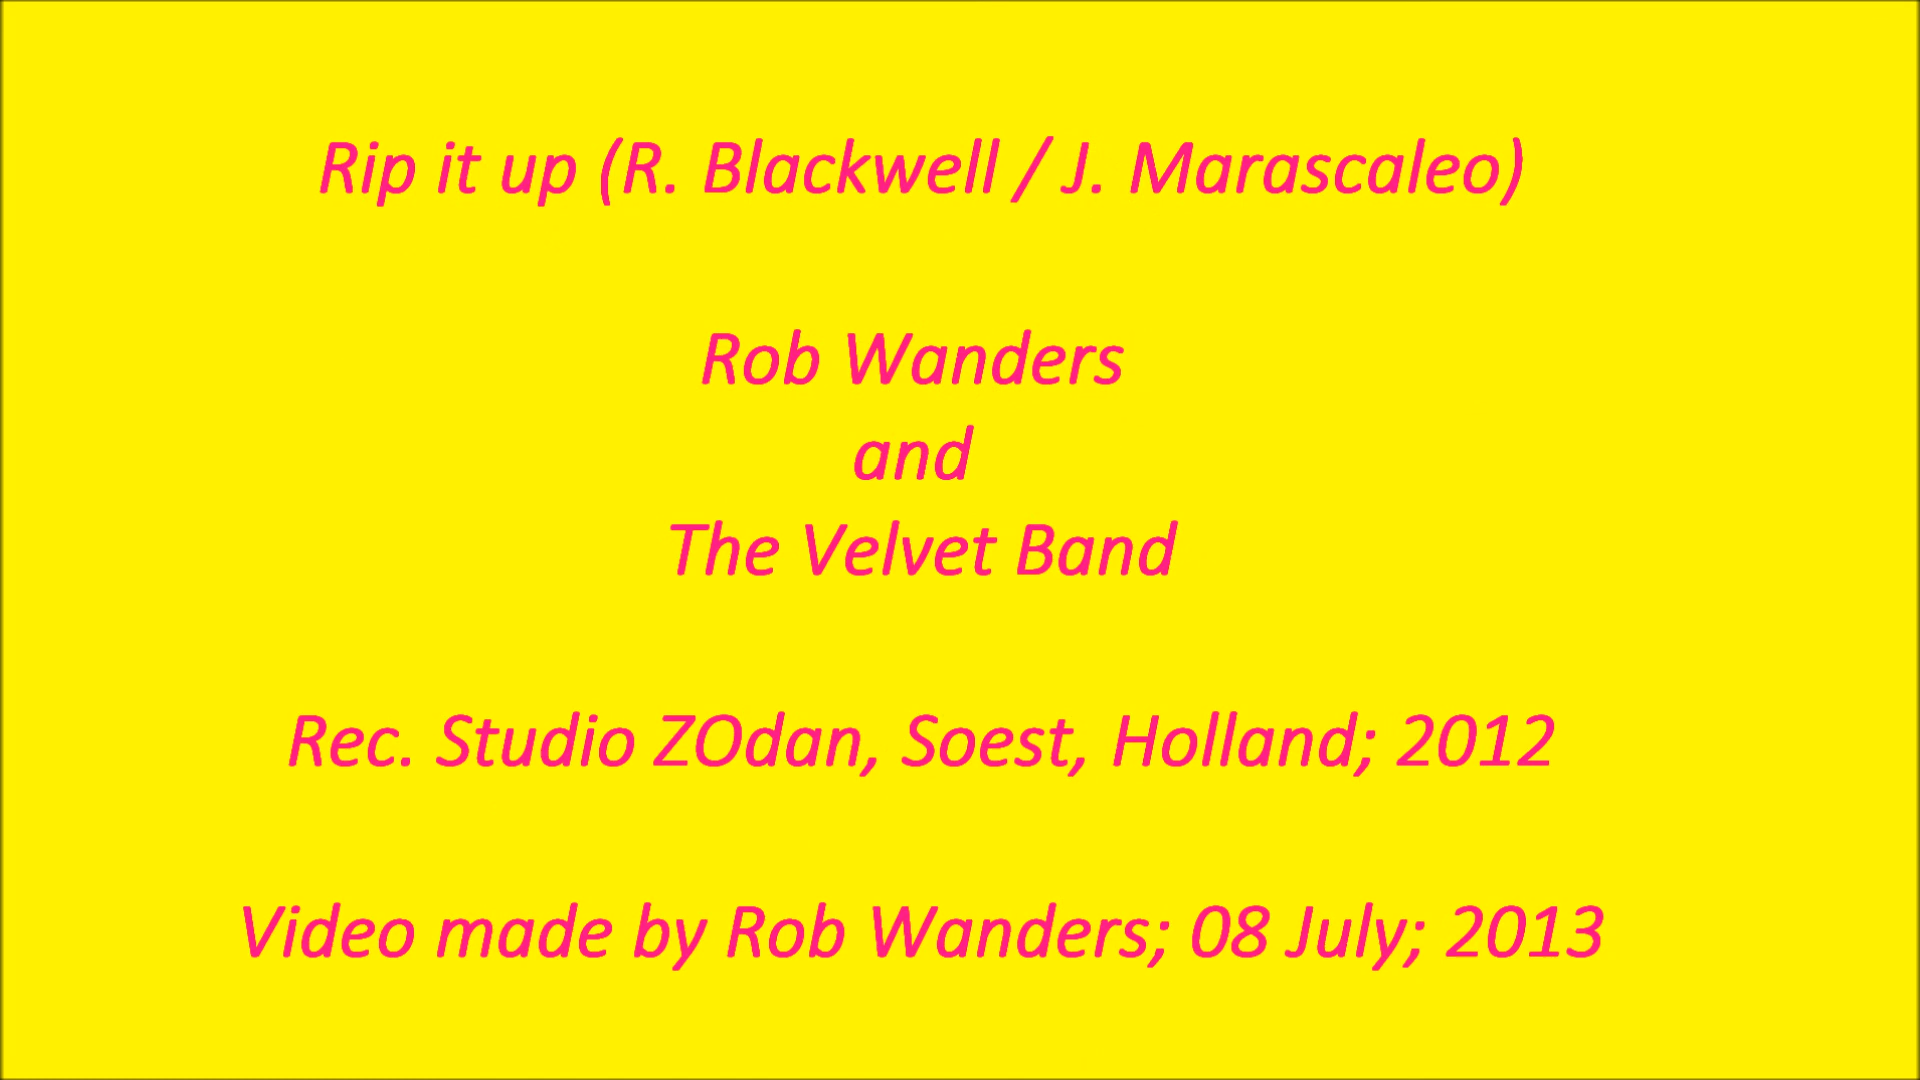 Rip it up (R. Blackwell / J. Marascaleo)
Rob Wanders
and
The Velvet Band
Rec. Studio ZOdan, Soest, Holland; 2012
Video made by Rob Wanders; 08 July; 2013